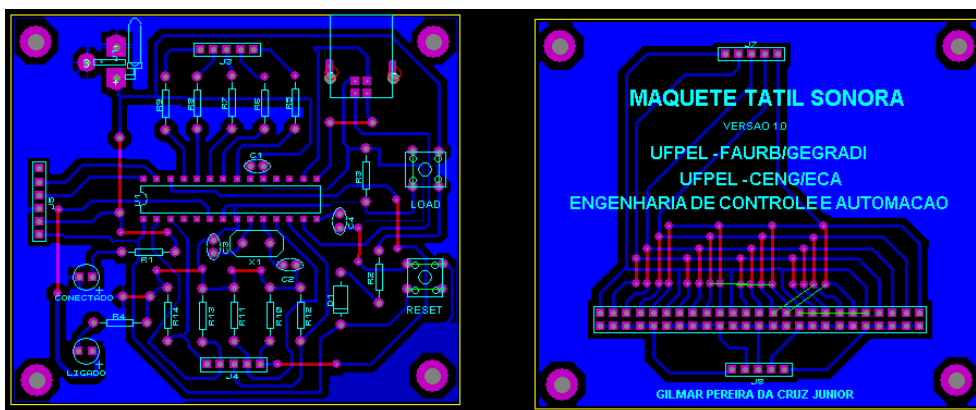 J3
R9 R8 R7 R6 R5
3
+
C1
R3
U1
LOAD
J5
C4
C3
X1
R1
C2
R2
CONECTADO
+
D1
R14 R13 R11 R10 R12
RESET
R4
LIGADO
+
J4
J7
MAQUETE TATIL SONORA
VERSAO 1.0
UFPEL -FAURB/GEGRADI
UFPEL -CENG/ECA
ENGENHARIA DE CONTROLE E AUTOMACAO
GILMAR PEREIRA DA CRUZ JUNIOR